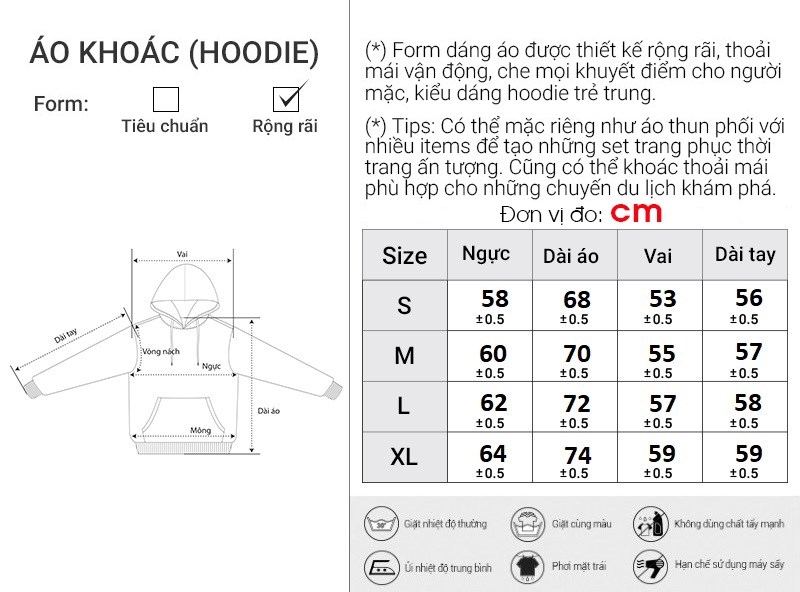 ÁO KHOÁC (HOODIE)
Form:
Tiêu chuẩn
Rộng rãi
Vai
Dài tay
Vòng nách
Ngực
Dài áo
Mông
(*) Form dáng áo được thiết kế rộng rãi, thoải
mái vận động, che mọi khuyết điểm cho người
mặc, kiểu dáng hoodie trẻ trung.
(*) Tips: Có thể mặc riêng như áo thun phối với
nhiều items để tạo những set trang phục thời
trang ấn tượng. Cũng có thể khoác thoải mái
phù hợp cho những chuyến du lịch khám phá.
Đơn vị đo: cm
Size Ngực Dài áo Vai Dài tay
S 58 68 53 56
±0.5 ±0.5 ±0.5 ±0.5
M 60 70 55 57
±0.5 ±0.5 ±0.5 ±0.5
L 62 72 57 58
±0.5 ±0.5 ±0.5 ±0.5
XL 64 74 59 59
±0.5 ±0.5 ±0.5 ±0.5
30° Giặt nhiệt độ thường
Giặt cùng màu
Không dùng chất tẩy mạnh
Ủi nhiệt độ trung bình
Phơi mặt trái
Hạn chế sử dụng máy sấy